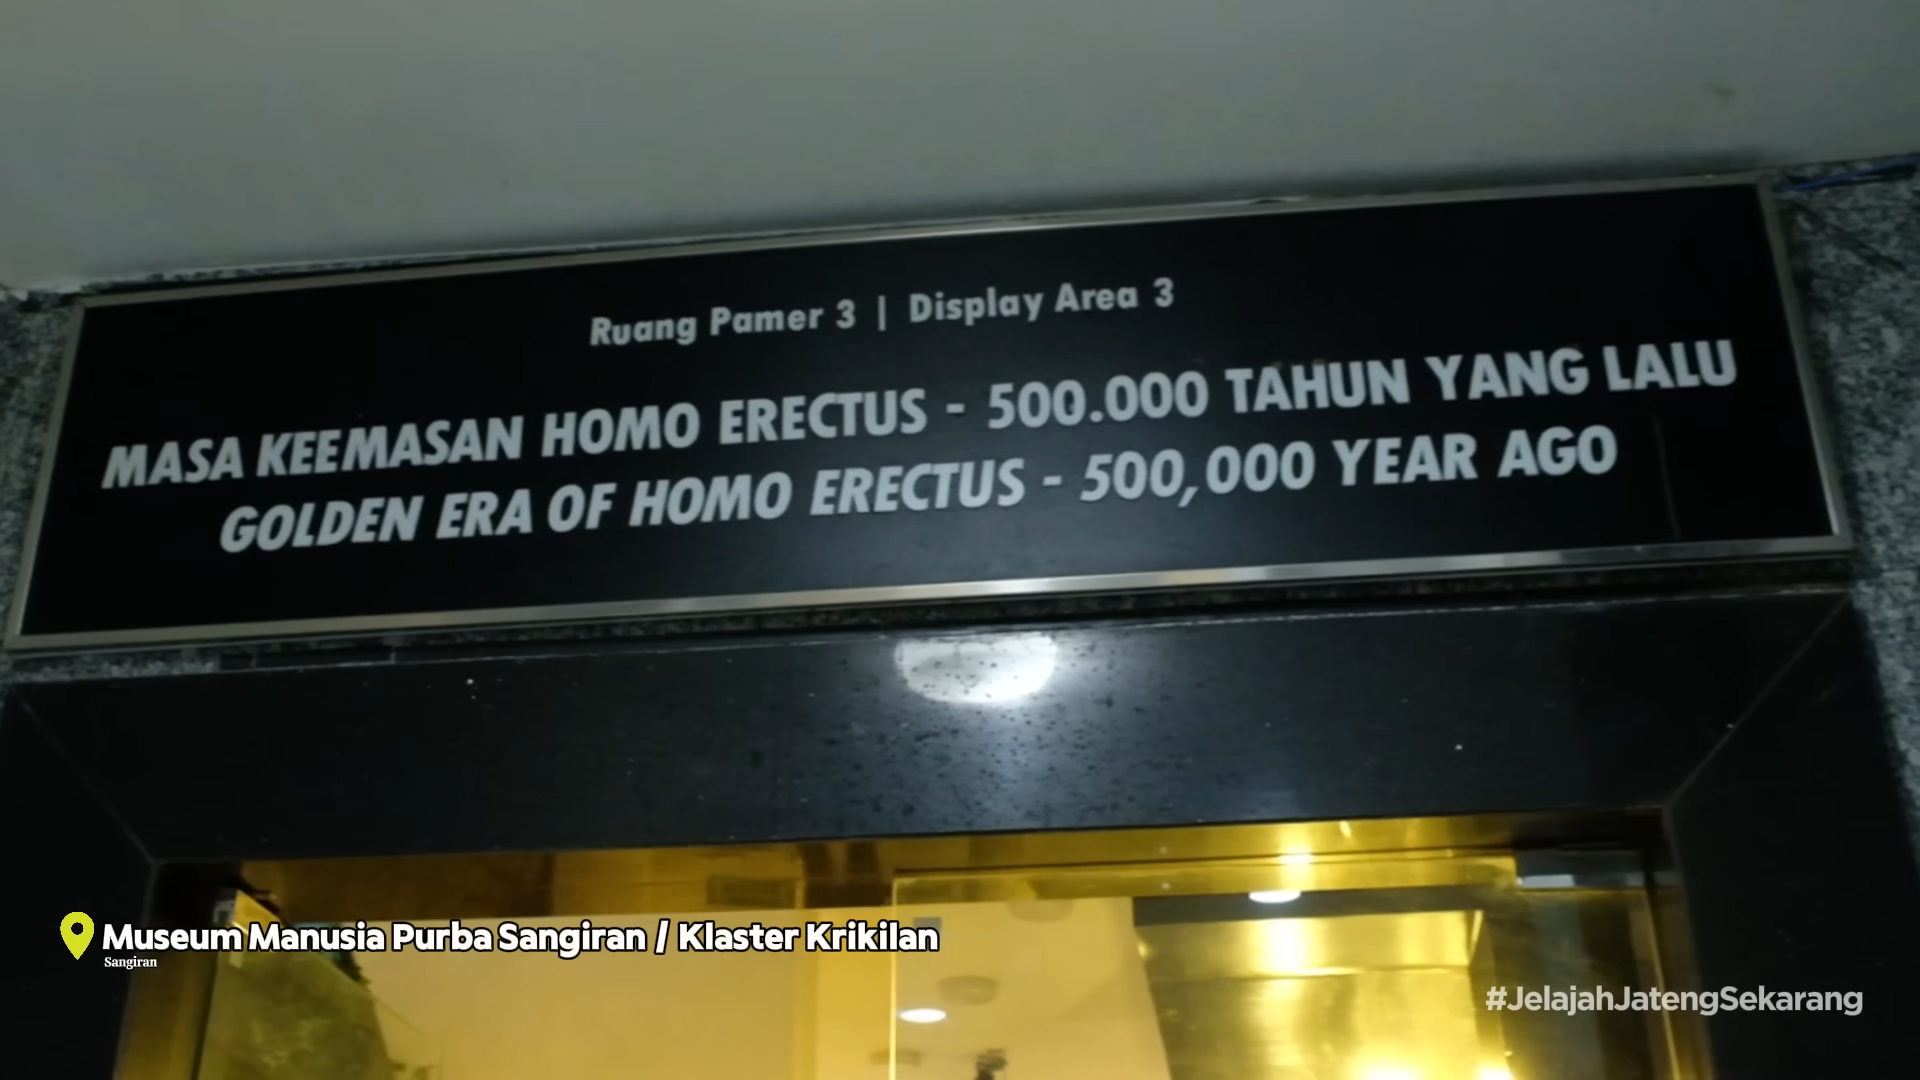 Ruang Pamer 3 | Display Area 3
MASA KEEMASAN HOMO ERECTUS - 500.000 TAHUN YANG LALU
GOLDEN ERA OF HOMO ERECTUS - 500,000 YEAR AGO
Museum Manusia Purba Sangiran / Klaster Krikilan
Sangiran
#JelajahJatengSekarang